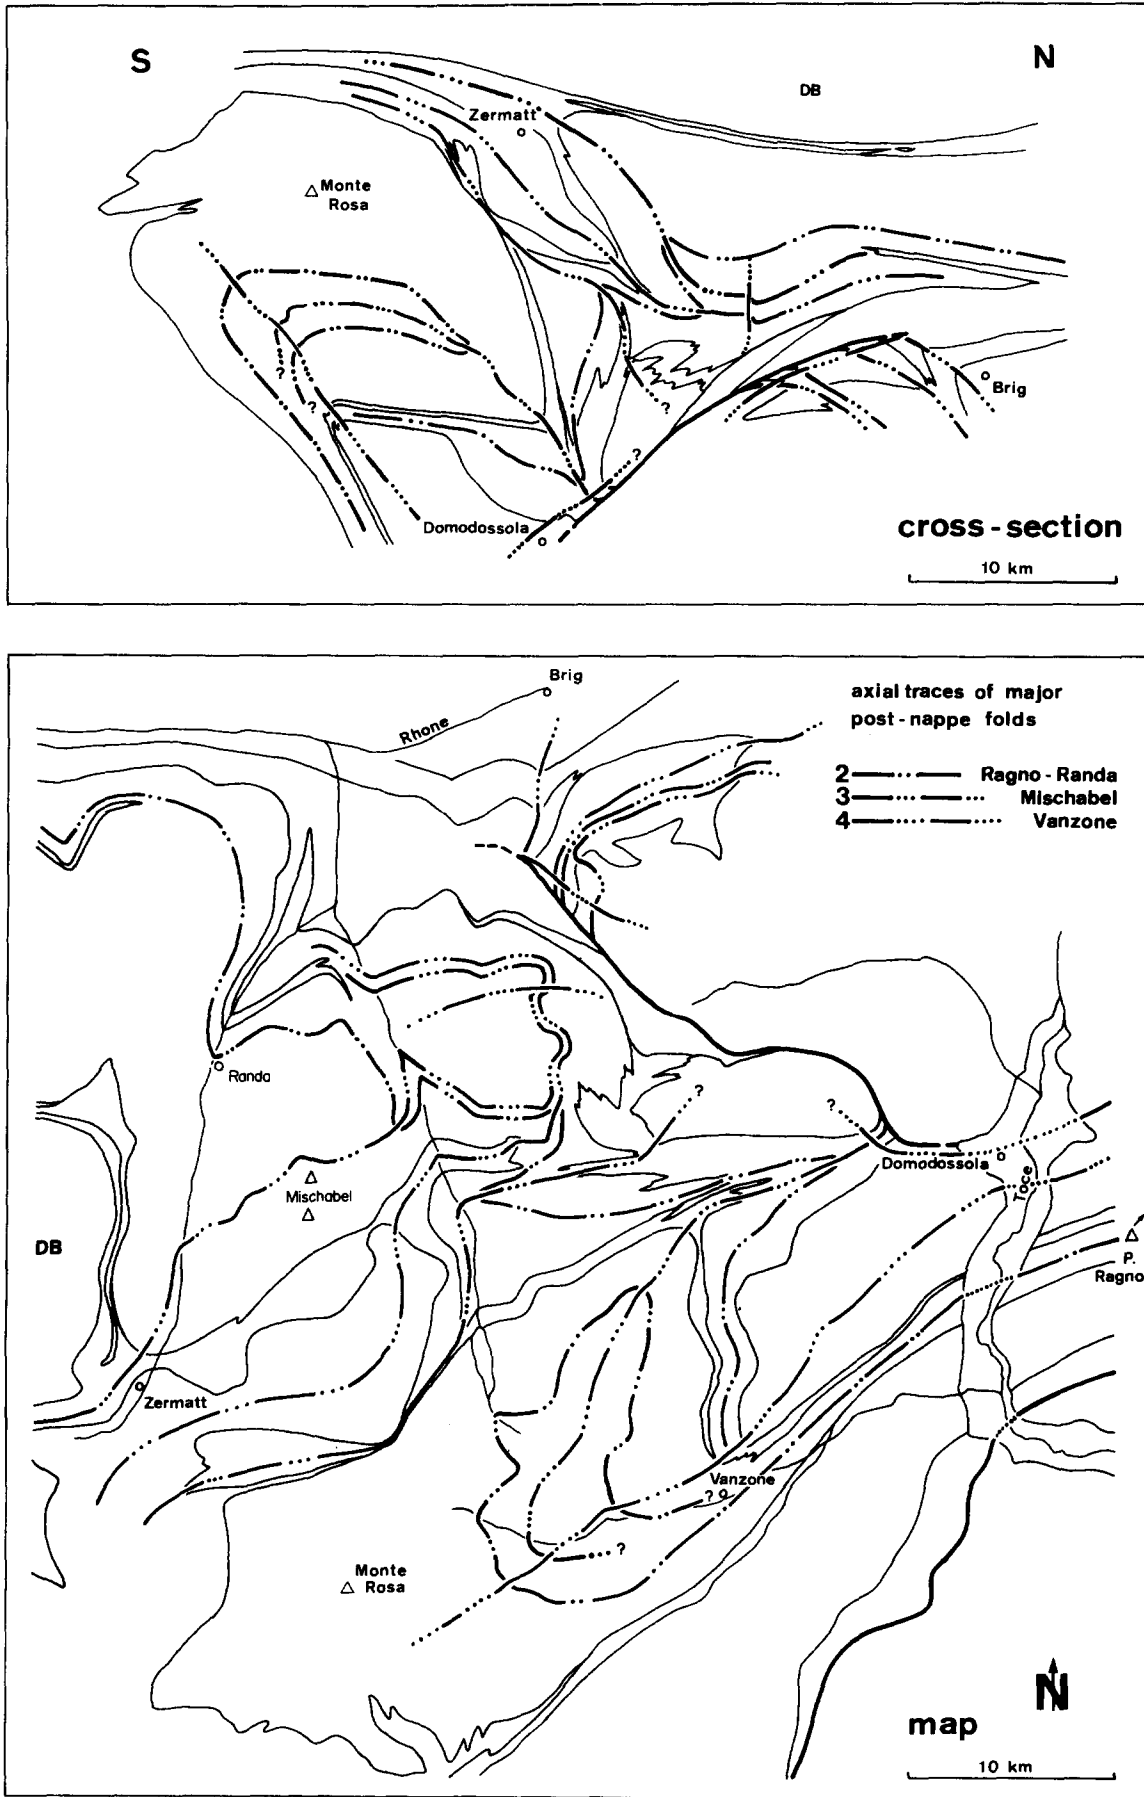 S
N
DB
Zermatt
Monte
Rosa
?
?
?
?
Brig
Domodossola
cross-section
10 km
Brig
Rhone
axial traces of major
post-nappe folds
2 Ragno-Randa
3 Mischabel
4 Vanzone
Randa
?
?
Domodossola
Mischabel
Toce
DB
P.
Ragno
Zermatt
Vanzone
?
?
Monte
Rosa
N
map
10 km